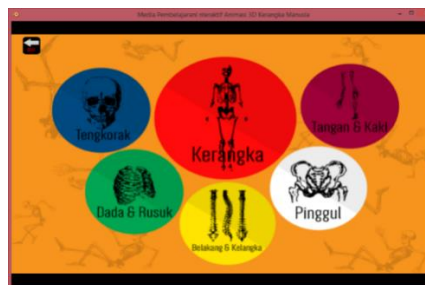 Media Pembelajaran Interaktif Animasi 3D Kerangka Manusia
Tengkorak
Kerangka
Tangan & Kaki
Dada & Rusuk
Belakang & Kelangka
Pinggul